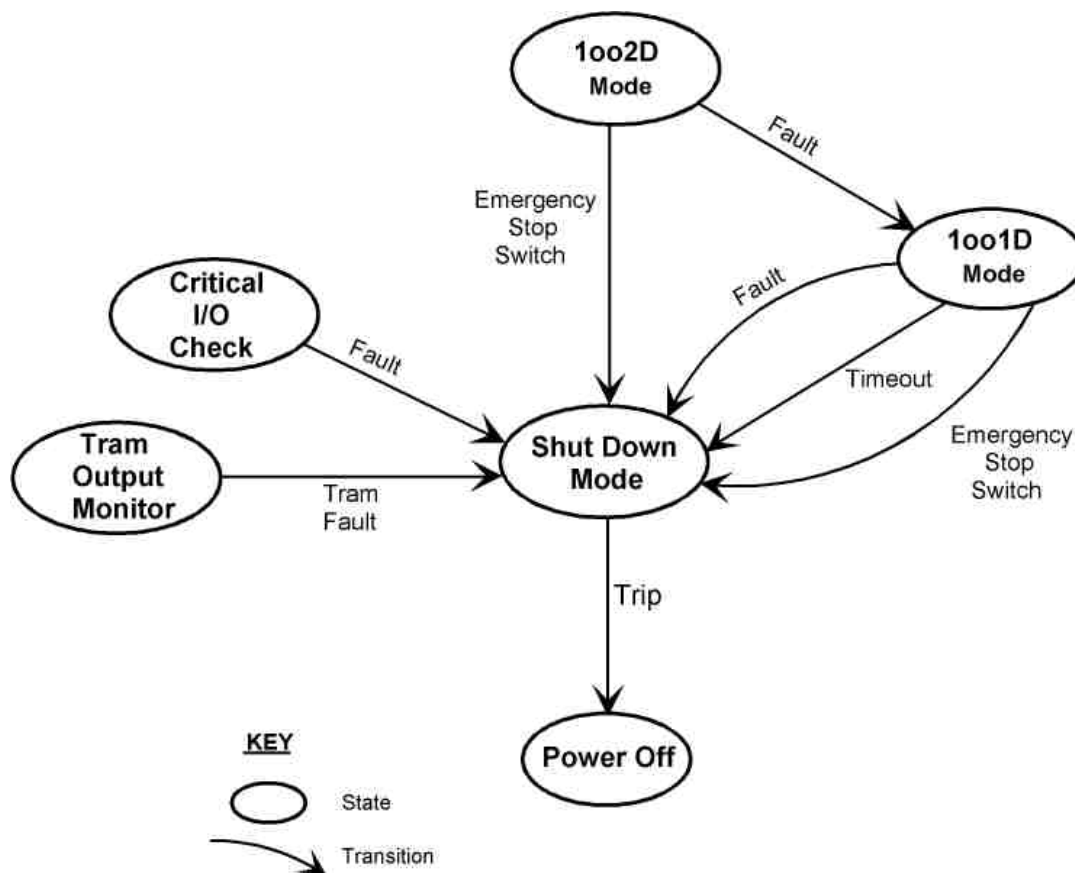 1oo2D
Mode
Fault
Emergency
Stop
Switch
1oo1D
Mode
Critical
I/O
Check
Fault
Fault
Timeout
Tram
Output
Monitor
Shut Down
Mode
Emergency
Stop
Switch
Tram
Fault
Trip
Power Off
KEY
State
Transition